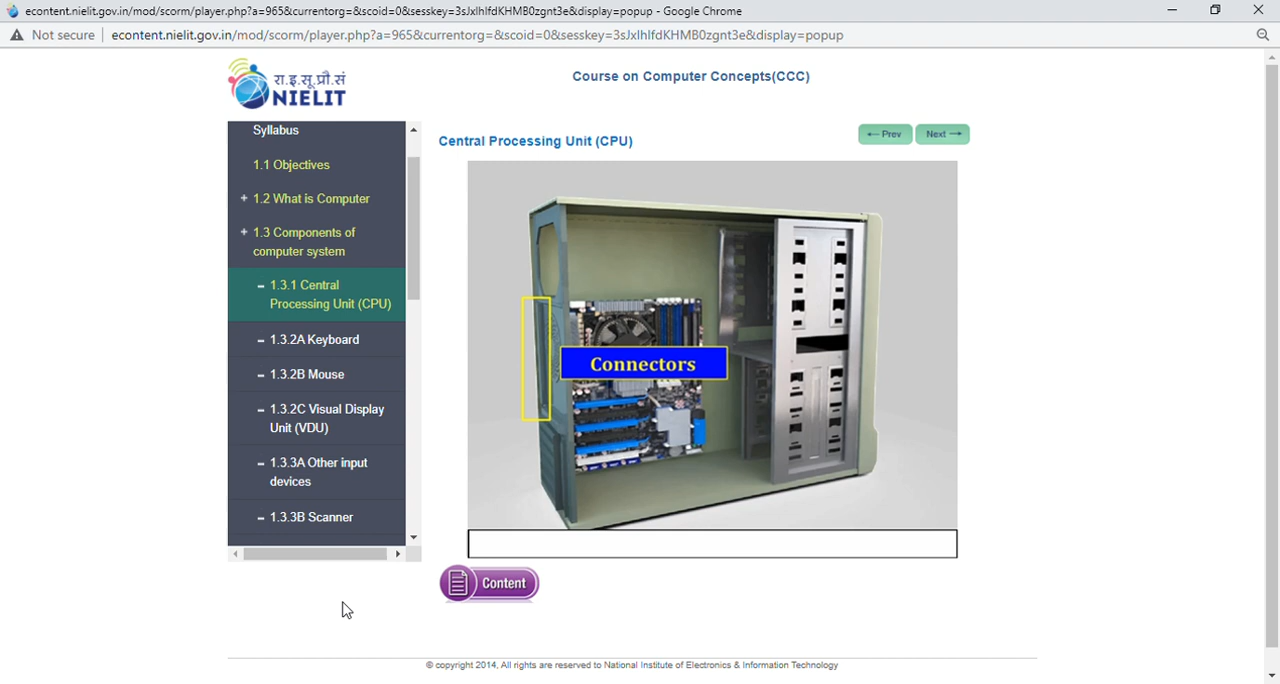 econtent.nielit.gov.in/mod/scorm/player.php?a=965&currentorg=&scoid=0&sesskey=3sJxlhIfdKHMB0zgnt3e&display=popup - Google Chrome
Not secure
econtent.nielit.gov.in/mod/scorm/player.php?a=965&currentorg=&scoid=0&sesskey=3sJxlhIfdKHMB0zgnt3e&display=popup
रा.इ.सू.प्रौ.सं
NIELIT
Course on Computer Concepts(CCC)
Syllabus
1.1 Objectives
+ 1.2 What is Computer
+ 1.3 Components of
computer system
- 1.3.1 Central
Processing Unit (CPU)
- 1.3.2A Keyboard
- 1.3.2B Mouse
- 1.3.2C Visual Display
Unit (VDU)
- 1.3.3A Other input
devices
- 1.3.3B Scanner
Central Processing Unit (CPU)
← Prev
Next →
Connectors
Content
© copyright 2014, All rights are reserved to National Institute of Electronics & Information Technology